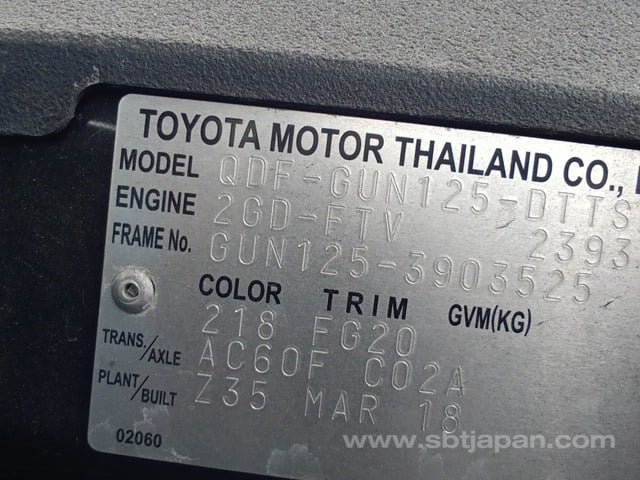 TOYOTA MOTOR THAILAND CO.,
MODEL QDF-GUN125-DTTS
ENGINE 2GD-FTV 2393
FRAME No. GUN125-3903525
COLOR TRIM GVM(KG)
218 FG20
TRANS./AXLE AC60F C02A
PLANT/BUILT Z35 MAR 18
02060
www.sbtjapan.com